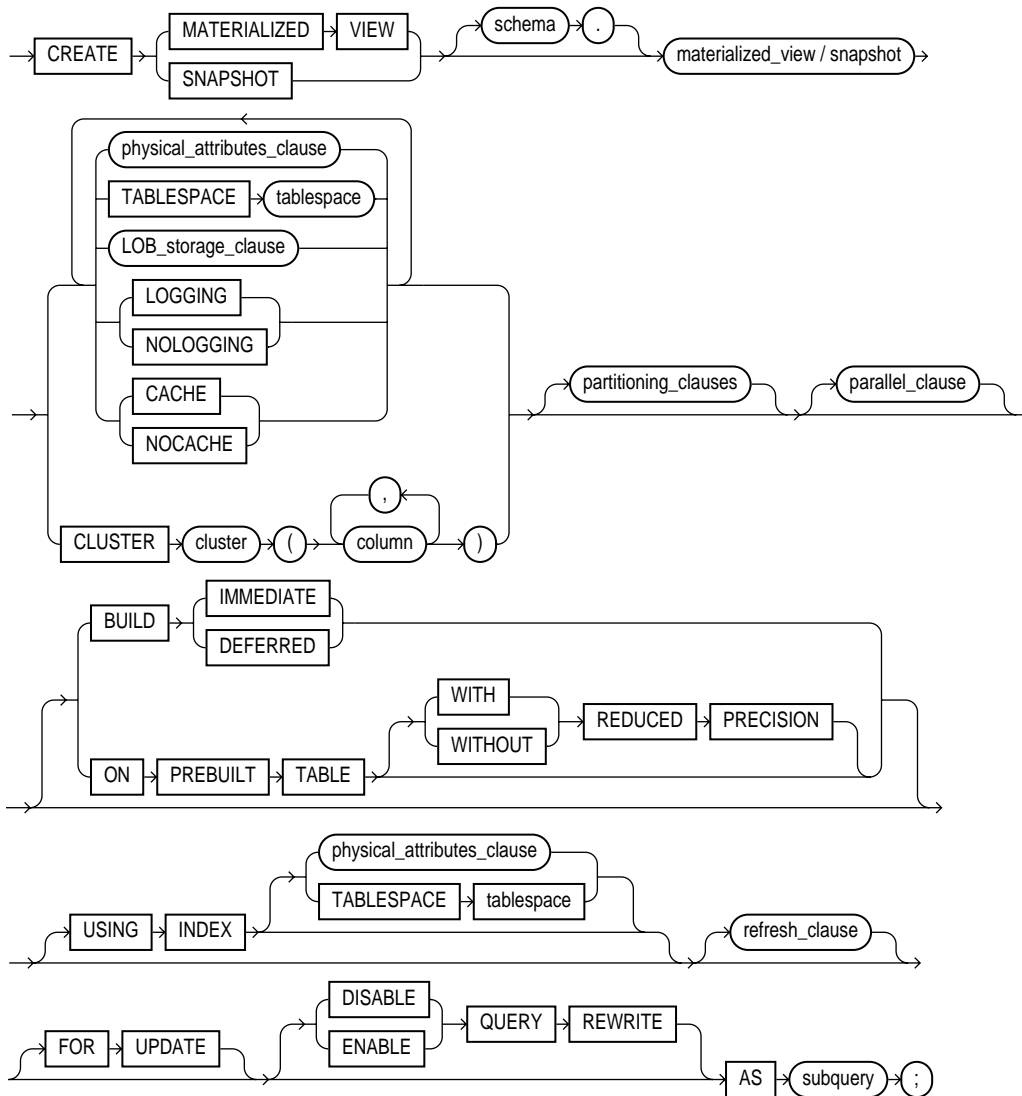 MATERIALIZED VIEW schema .
CREATE materialized_view / snapshot
SNAPSHOT
physical_attributes_clause
TABLESPACE tablespace
LOB_storage_clause
LOGGING
NOLOGGING
CACHE partitioning_clauses parallel_clause
NOCACHE
,
CLUSTER cluster ( column )
IMMEDIATE
BUILD
DEFERRED
WITH
REDUCED PRECISION
WITHOUT
ON PREBUILT TABLE
physical_attributes_clause
TABLESPACE tablespace
USING INDEX refresh_clause
DISABLE
QUERY REWRITE
FOR UPDATE ENABLE
AS subquery ;